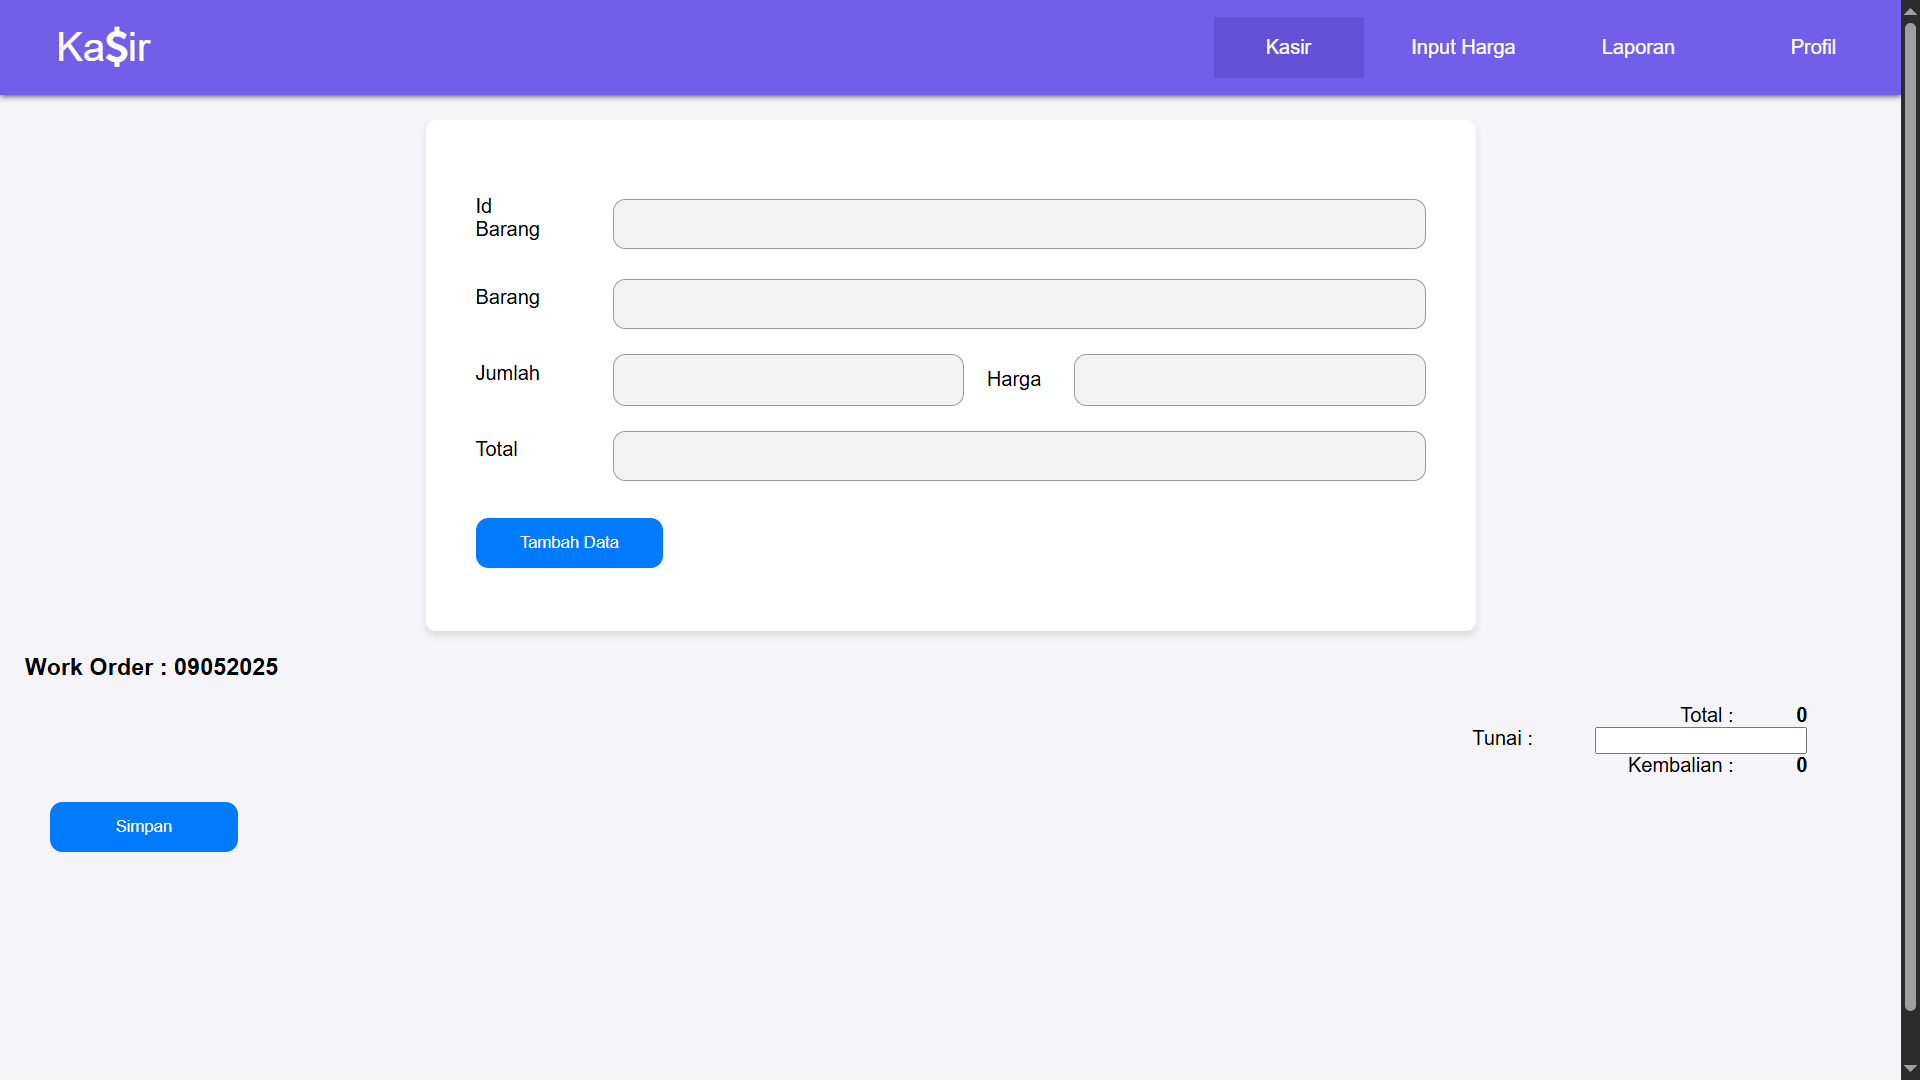 Ka$ir
Kasir
Input Harga
Laporan
Profil
Id
Barang
Barang
Jumlah
Harga
Total
Tambah Data
Work Order : 09052025
Total : 0
Tunai :
Kembalian : 0
Simpan